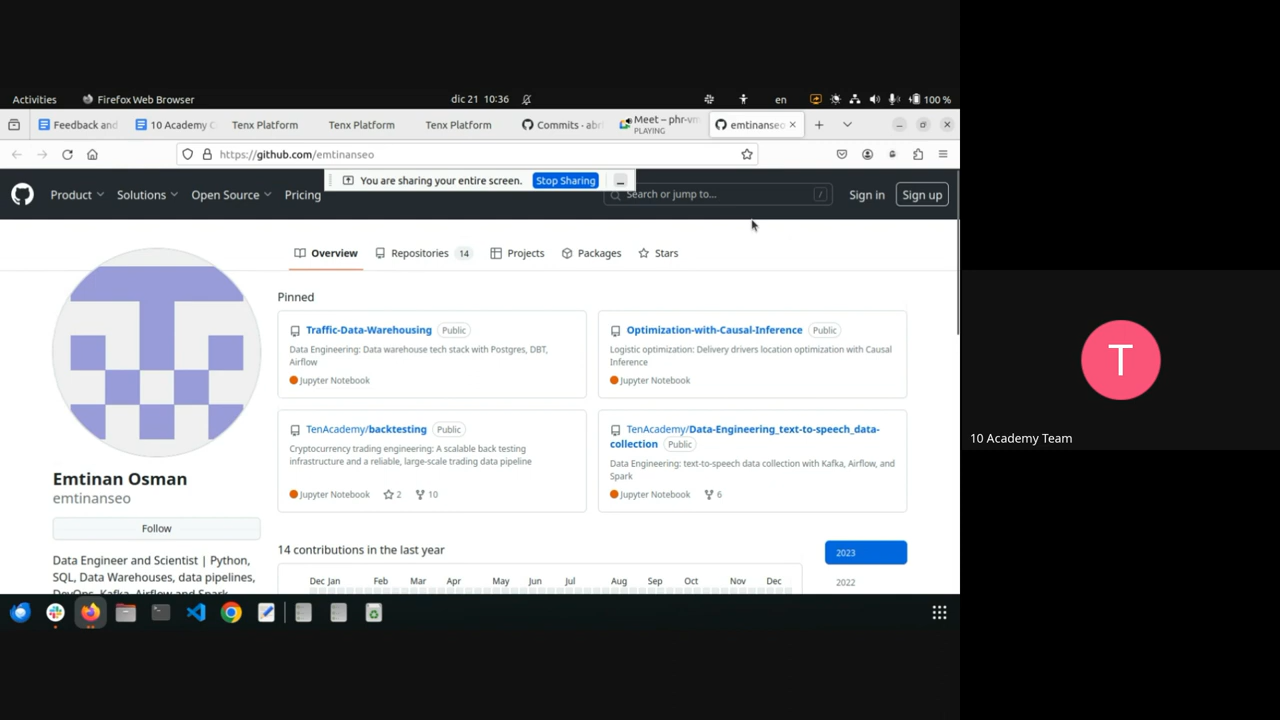 Activities Firefox Web Browser dic 21 10:36 en 100 %
Feedback and 10 Academy C Tenx Platform Tenx Platform Tenx Platform Commits · abr Meet – phr-vm PLAYING emtinanseo
https://github.com/emtinanseo
You are sharing your entire screen. Stop Sharing
Product Solutions Open Source Pricing Search or jump to... / Sign in Sign up
Overview Repositories 14 Projects Packages Stars
Pinned
Traffic-Data-Warehousing Public
Data Engineering: Data warehouse tech stack with Postgres, DBT,
Airflow
Jupyter Notebook
Optimization-with-Causal-Inference Public
Logistic optimization: Delivery drivers location optimization with Causal
Inference
Jupyter Notebook
TenAcademy/backtesting Public
Cryptocurrency trading engineering: A scalable back testing
infrastructure and a reliable, large-scale trading data pipeline
Jupyter Notebook 2 10
TenAcademy/Data-Engineering_text-to-speech_data-
collection Public
Data Engineering: text-to-speech data collection with Kafka, Airflow, and
Spark
Jupyter Notebook 6
Emtinan Osman
emtinanseo
Follow
Data Engineer and Scientist | Python,
SQL, Data Warehouses, data pipelines,
DevOps, Kafka, Airflow and Spark
14 contributions in the last year
Dec Jan Feb Mar Apr May Jun Jul Aug Sep Oct Nov Dec
2023
2022
T
10 Academy Team